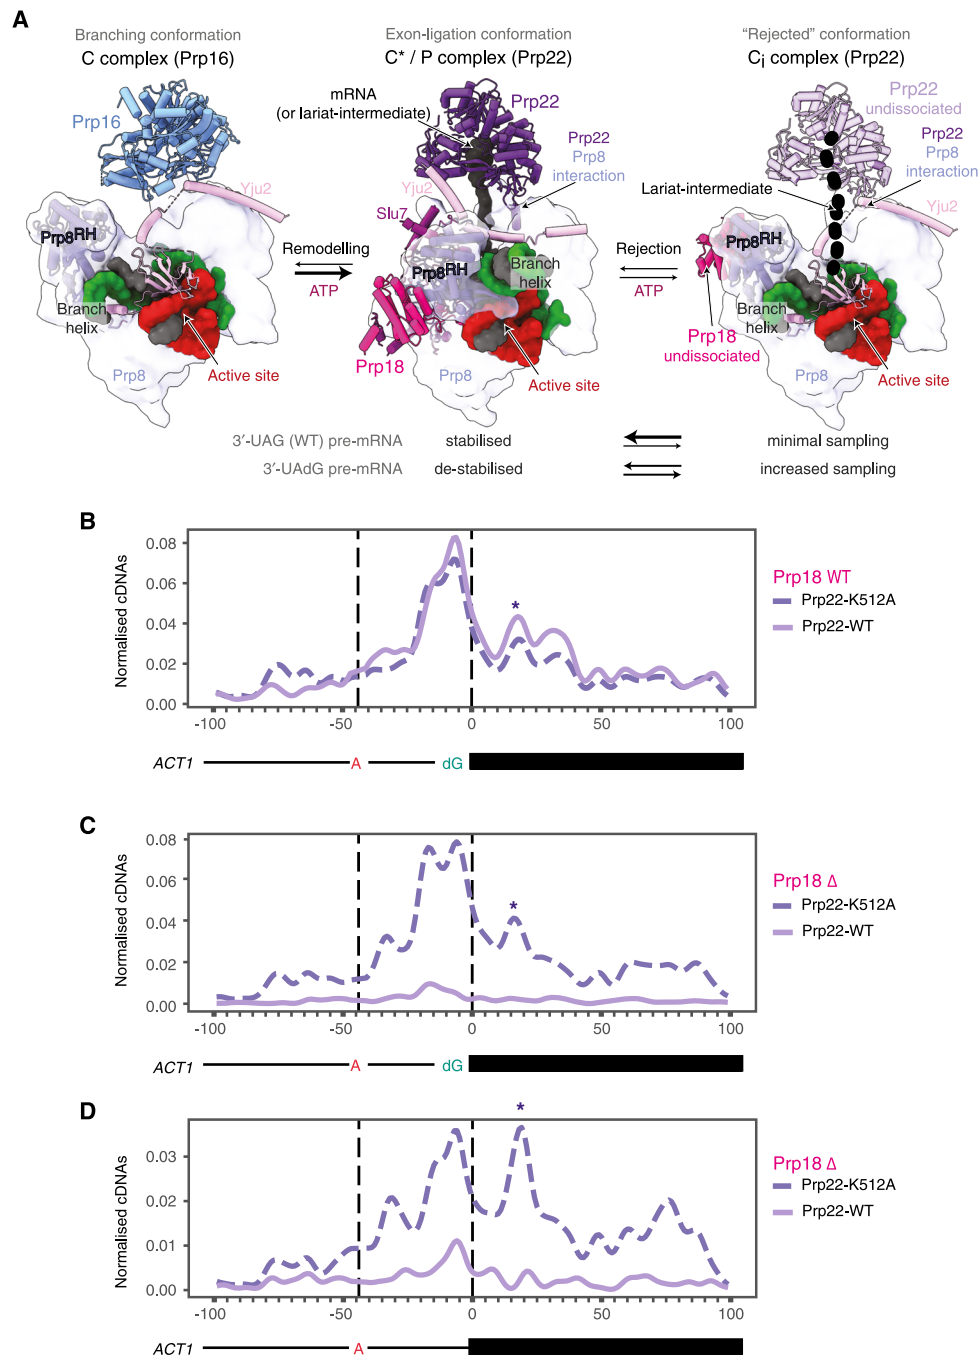 A
Branching conformation
C complex (Prp16)
Exon-ligation conformation
C* / P complex (Prp22)
"Rejected" conformation
Ci complex (Prp22)
Prp16
Yju2
Prp8RH
Branch
helix
Prp8
Active site
Remodelling
ATP
mRNA
(or lariat-intermediate)
Prp22
Prp22
Prp8
interaction
Yju2
Slu7
Prp8RH
Branch
helix
Prp18
Prp8
Active site
Rejection
ATP
Prp22
undissociated
Prp22
Prp8
interaction
Lariat-intermediate
Yju2
Prp8RH
Branch
helix
Prp18
undissociated
Prp8
Active site
3′-UAG (WT) pre-mRNA stabilised minimal sampling
3′-UAdG pre-mRNA de-stabilised increased sampling
B
Normalised cDNAs
0.08
0.06
0.04
0.02
0.00
*
-100 -50 0 50 100
Prp18 WT
Prp22-K512A
Prp22-WT
ACT1 A dG
C
Normalised cDNAs
0.08
0.06
0.04
0.02
0.00
*
-100 -50 0 50 100
Prp18 Δ
Prp22-K512A
Prp22-WT
ACT1 A dG
D
Normalised cDNAs
0.03
0.02
0.01
0.00
*
-100 -50 0 50 100
Prp18 Δ
Prp22-K512A
Prp22-WT
ACT1 A